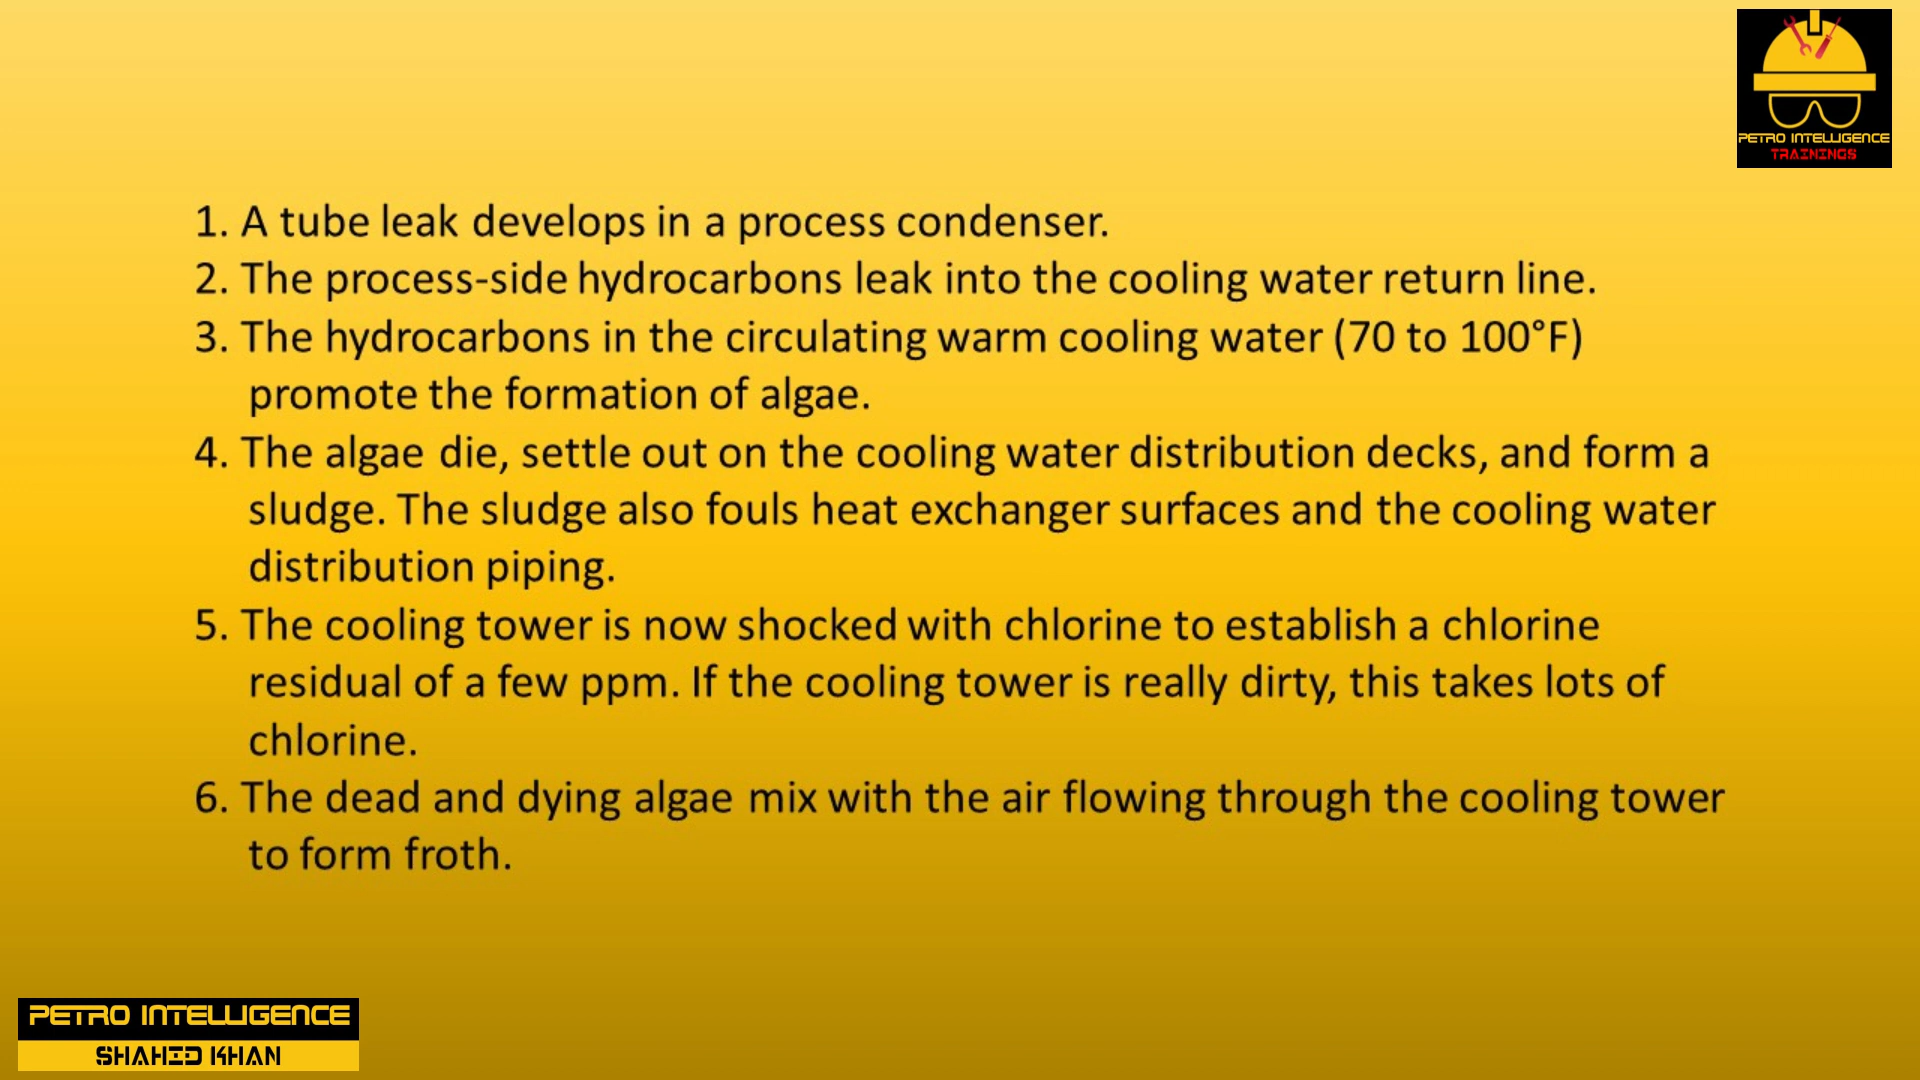 PETRO INTELLIGENCE
TRAININGS
1. A tube leak develops in a process condenser.
2. The process-side hydrocarbons leak into the cooling water return line.
3. The hydrocarbons in the circulating warm cooling water (70 to 100°F)
promote the formation of algae.
4. The algae die, settle out on the cooling water distribution decks, and form a
sludge. The sludge also fouls heat exchanger surfaces and the cooling water
distribution piping.
5. The cooling tower is now shocked with chlorine to establish a chlorine
residual of a few ppm. If the cooling tower is really dirty, this takes lots of
chlorine.
6. The dead and dying algae mix with the air flowing through the cooling tower
to form froth.
PETRO INTELLIGENCE
SHAHID KHAN